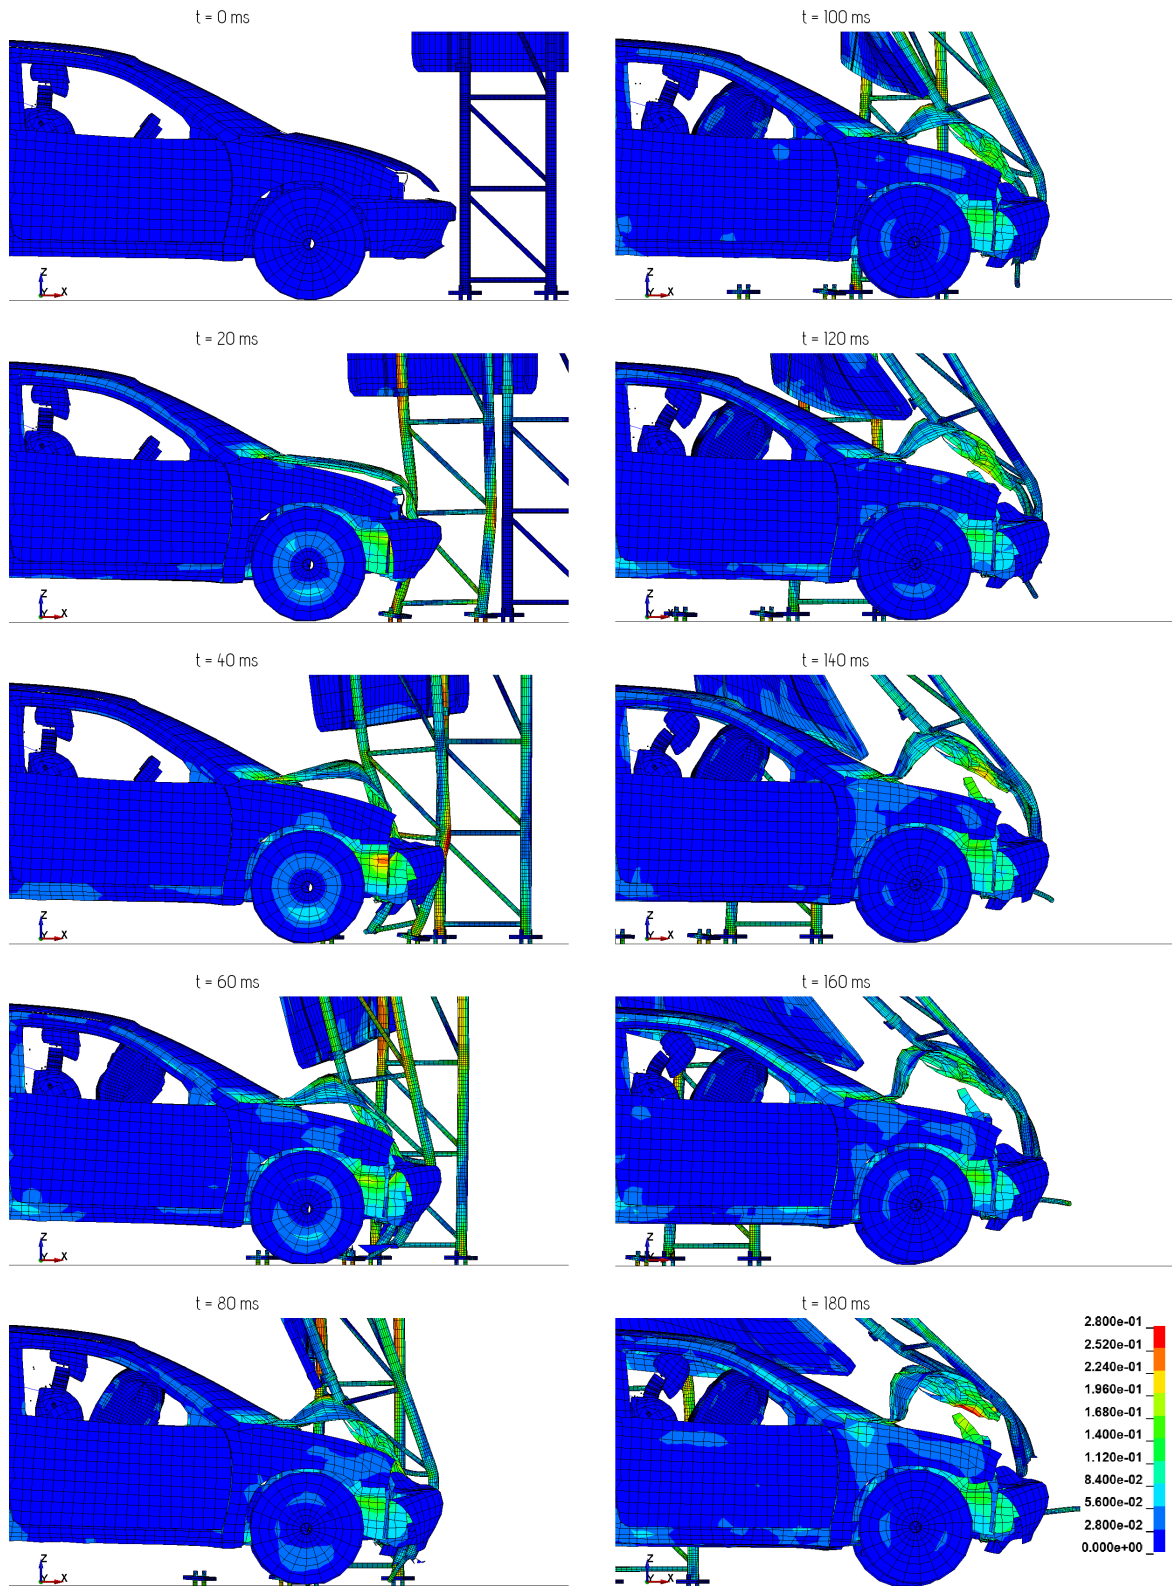 t = 0 ms
Z
Y X
t = 20 ms
Z
Y X
t = 40 ms
Z
Y X
t = 60 ms
Z
Y X
t = 80 ms
Z
Y X
t = 100 ms
Z
Y X
t = 120 ms
Z
Y X
t = 140 ms
Z
Y X
t = 160 ms
Z
Y X
t = 180 ms
Z
Y X
2.800e-01
2.520e-01
2.240e-01
1.960e-01
1.680e-01
1.400e-01
1.120e-01
8.400e-02
5.600e-02
2.800e-02
0.000e+00